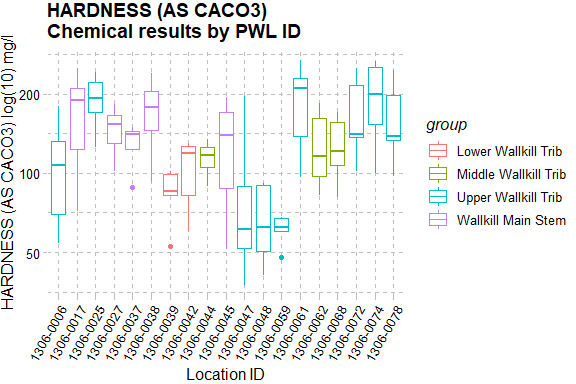 HARDNESS (AS CACO3)
Chemical results by PWL ID
HARDNESS (AS CACO3) log(10) mg/l
200
100
50
1306-0006
1306-0017
1306-0025
1306-0027
1306-0037
1306-0038
1306-0039
1306-0042
1306-0044
1306-0045
1306-0047
1306-0048
1306-0059
1306-0061
1306-0062
1306-0068
1306-0072
1306-0074
1306-0078
Location ID
group
Lower Wallkill Trib
Middle Wallkill Trib
Upper Wallkill Trib
Wallkill Main Stem